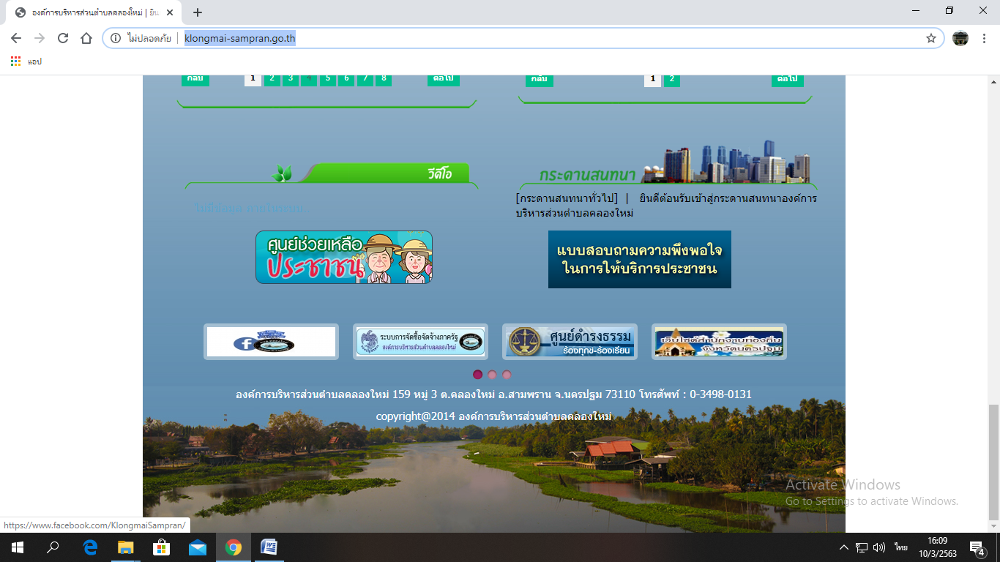 องค์การบริหารส่วนตำบลคลองใหม่ | ยิน
ไม่ปลอดภัย
klongmai-sampran.go.th
แอป
กลับ 1 2 3 4 5 6 7 8 ต่อไป
กลับ 1 2 ต่อไป
วีดีโอ
กระดานสนทนา
ไม่มีข้อมูล ภายในระบบ..
[กระดานสนทนาทั่วไป] | ยินดีต้อนรับเข้าสู่กระดานสนทนาองค์การ
บริหารส่วนตำบลคลองใหม่
ศูนย์ช่วยเหลือ
ประชาชน
แบบสอบถามความพึงพอใจ
ในการให้บริการประชาชน
f
ระบบการจัดซื้อจัดจ้างภาครัฐ
องค์การบริหารส่วนตำบลคลองใหม่
ศูนย์ดำรงธรรม
ร้องทุกข์-ร้องเรียน
เว็บไซต์สำนักงานท้องถิ่น
จังหวัดนครปฐม
องค์การบริหารส่วนตำบลคลองใหม่ 159 หมู่ 3 ต.คลองใหม่ อ.สามพราน จ.นครปฐม 73110 โทรศัพท์ : 0-3498-0131
copyright@2014 องค์การบริหารส่วนตำบลคลองใหม่
Activate Windows
Go to Settings to activate Windows.
https://www.facebook.com/KlongmaiSampran/
ไทย
16:09
10/3/2563
4